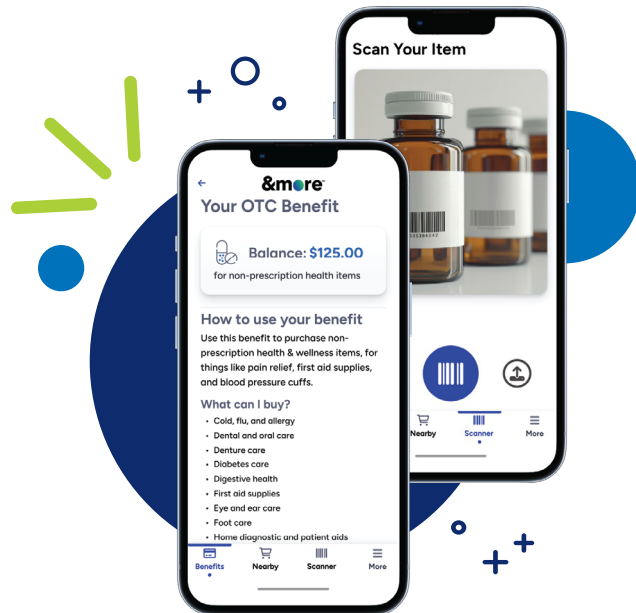 Scan Your Item
Nearby
Scanner
More
&more™
Your OTC Benefit
Balance: $125.00
for non-prescription health items
How to use your benefit
Use this benefit to purchase non-
prescription health & wellness items, for
things like pain relief, first aid supplies,
and blood pressure cuffs.
What can I buy?
• Cold, flu, and allergy
• Dental and oral care
• Denture care
• Diabetes care
• Digestive health
• First aid supplies
• Eye and ear care
• Foot care
• Home diagnostic and patient aids
Benefits
Nearby
Scanner
More